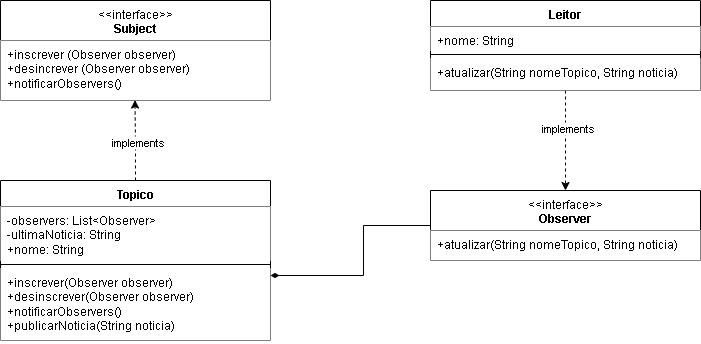 <<interface>>
Subject
+inscrever (Observer observer)
+desincrever (Observer observer)
+notificarObservers()
Leitor
+nome: String
+atualizar(String nomeTopico, String noticia)
implements
implements
Topico
-observers: List<Observer>
-ultimaNoticia: String
+nome: String
+inscrever(Observer observer)
+desinscrever(Observer observer)
+notificarObservers()
+publicarNoticia(String noticia)
<<interface>>
Observer
+atualizar(String nomeTopico, String noticia)